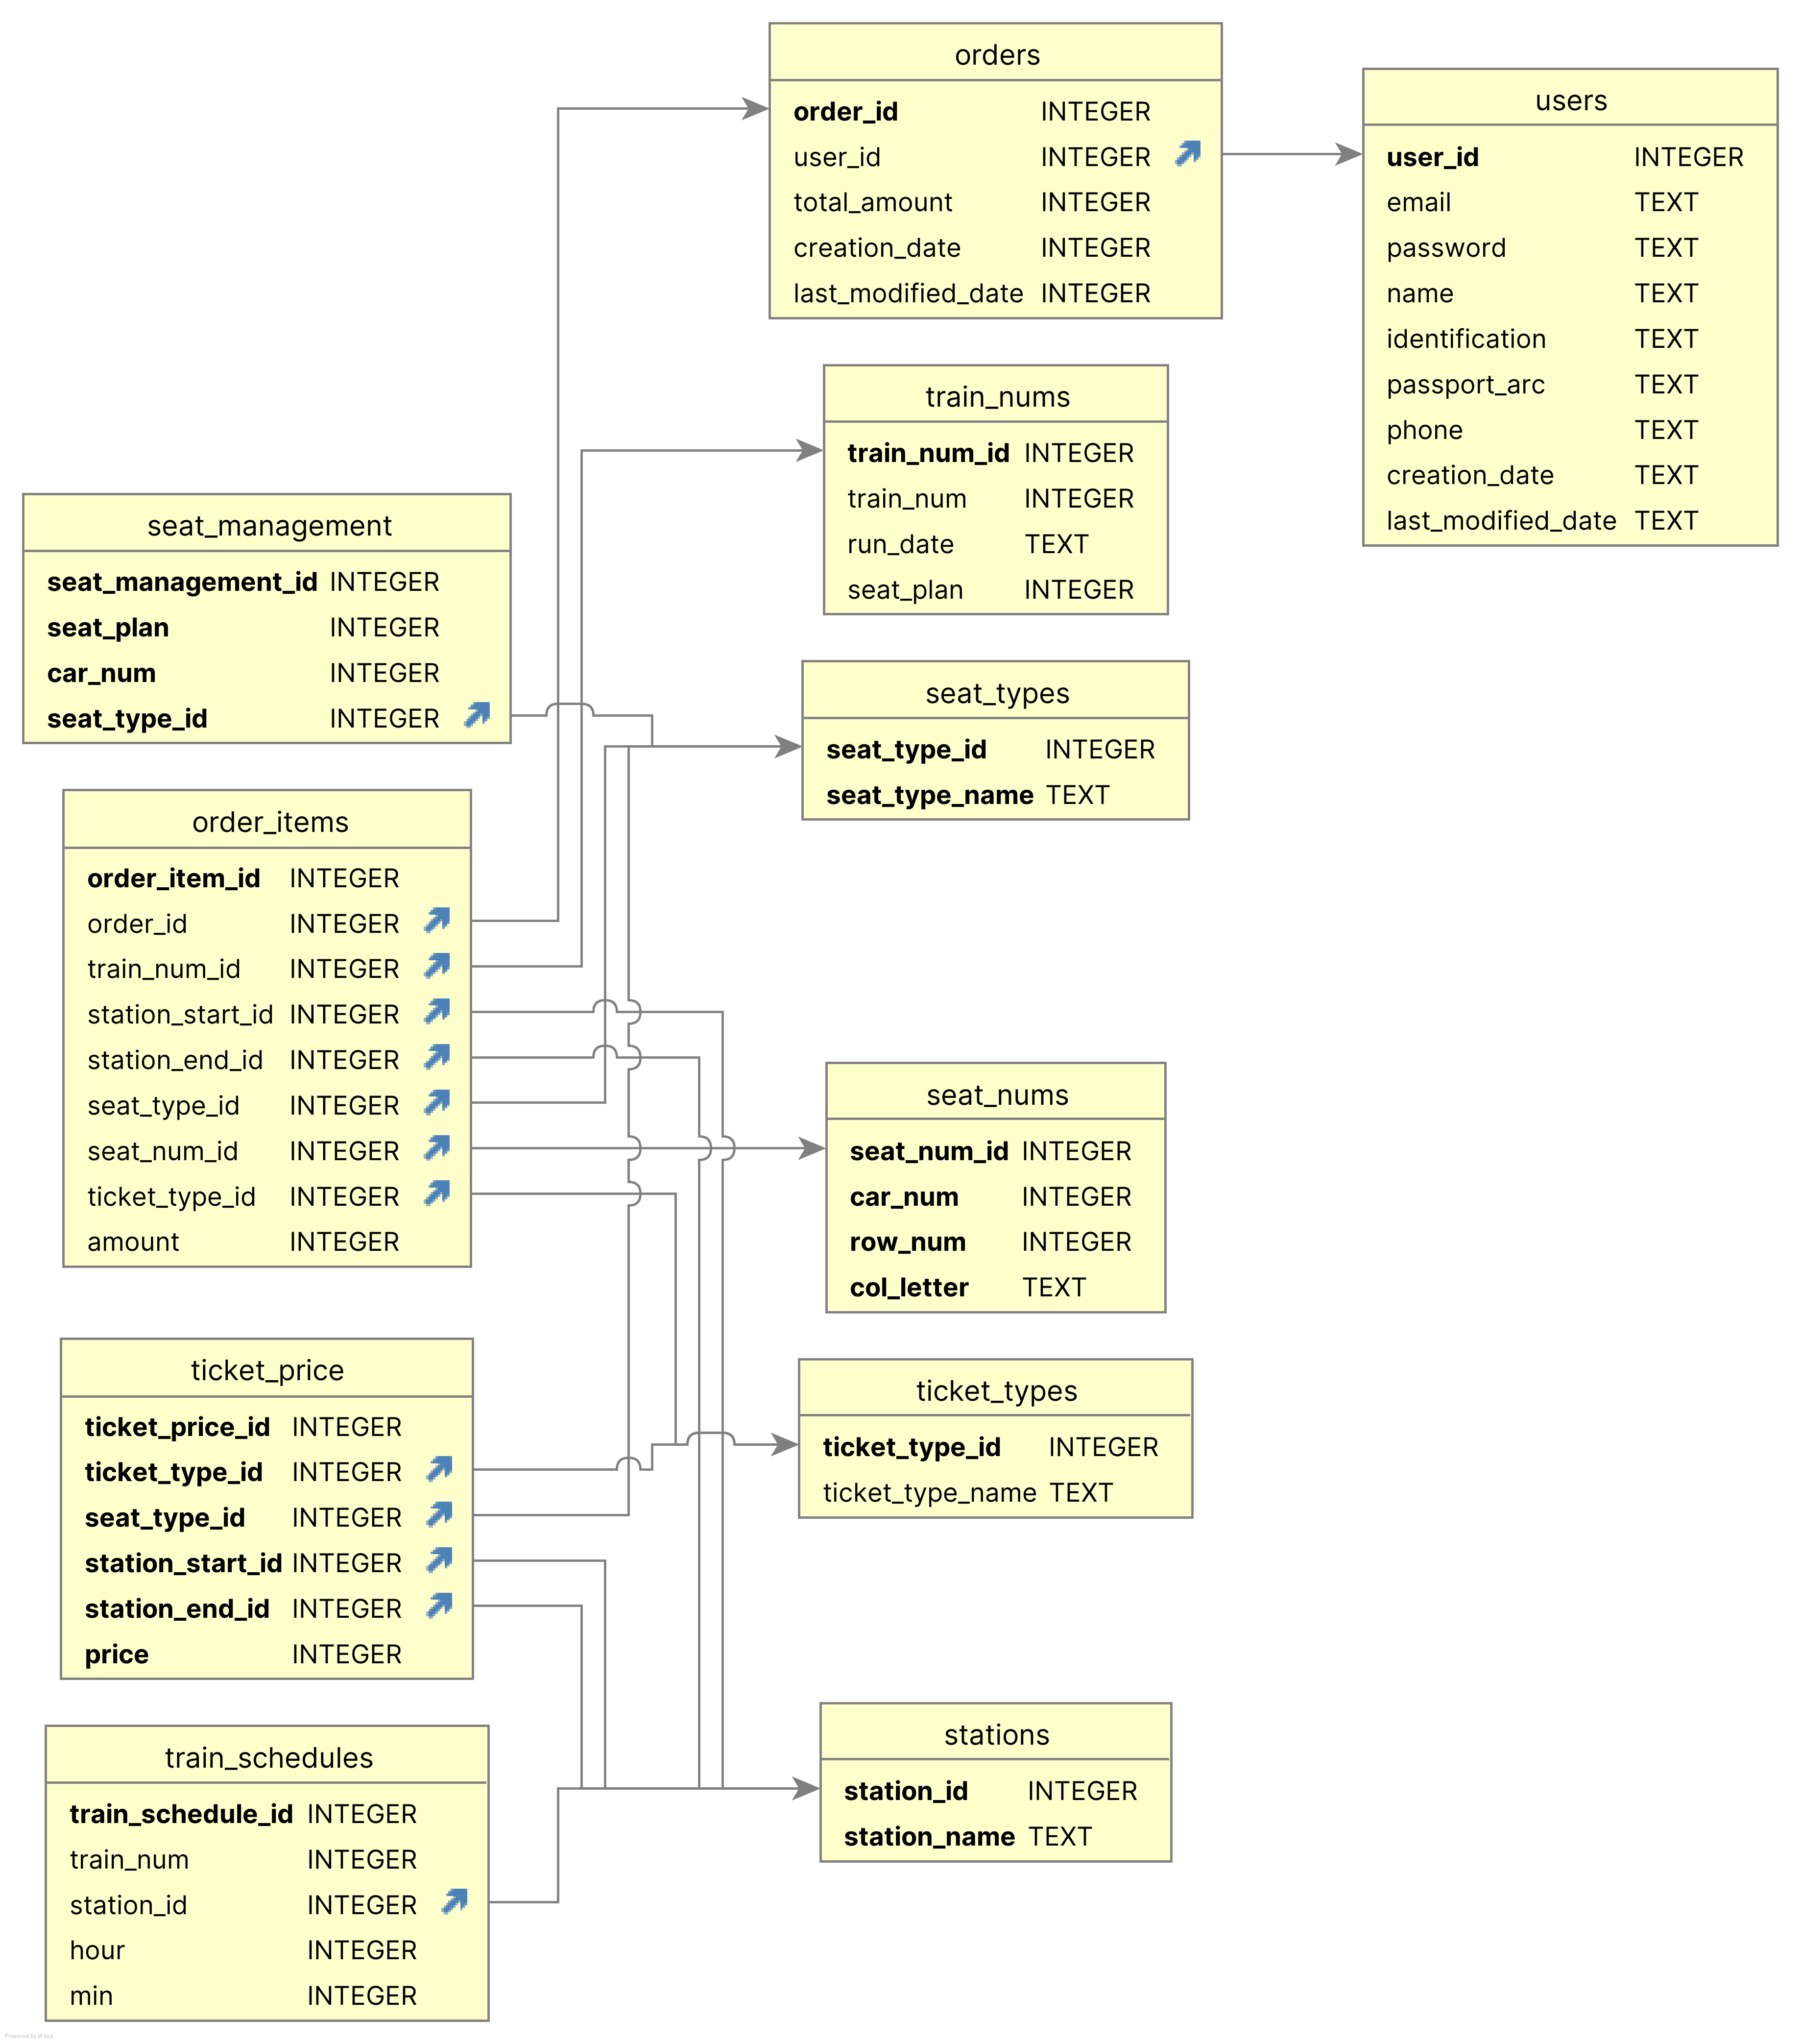 orders
order_id INTEGER
user_id INTEGER
total_amount INTEGER
creation_date INTEGER
last_modified_date INTEGER
users
user_id INTEGER
email TEXT
password TEXT
name TEXT
identification TEXT
passport_arc TEXT
phone TEXT
creation_date TEXT
last_modified_date TEXT
train_nums
train_num_id INTEGER
train_num INTEGER
run_date TEXT
seat_plan INTEGER
seat_management
seat_management_id INTEGER
seat_plan INTEGER
car_num INTEGER
seat_type_id INTEGER
seat_types
seat_type_id INTEGER
seat_type_name TEXT
order_items
order_item_id INTEGER
order_id INTEGER
train_num_id INTEGER
station_start_id INTEGER
station_end_id INTEGER
seat_type_id INTEGER
seat_num_id INTEGER
ticket_type_id INTEGER
amount INTEGER
seat_nums
seat_num_id INTEGER
car_num INTEGER
row_num INTEGER
col_letter TEXT
ticket_price
ticket_price_id INTEGER
ticket_type_id INTEGER
seat_type_id INTEGER
station_start_id INTEGER
station_end_id INTEGER
price INTEGER
ticket_types
ticket_type_id INTEGER
ticket_type_name TEXT
stations
station_id INTEGER
station_name TEXT
train_schedules
train_schedule_id INTEGER
train_num INTEGER
station_id INTEGER
hour INTEGER
min INTEGER
Powered by yFiles